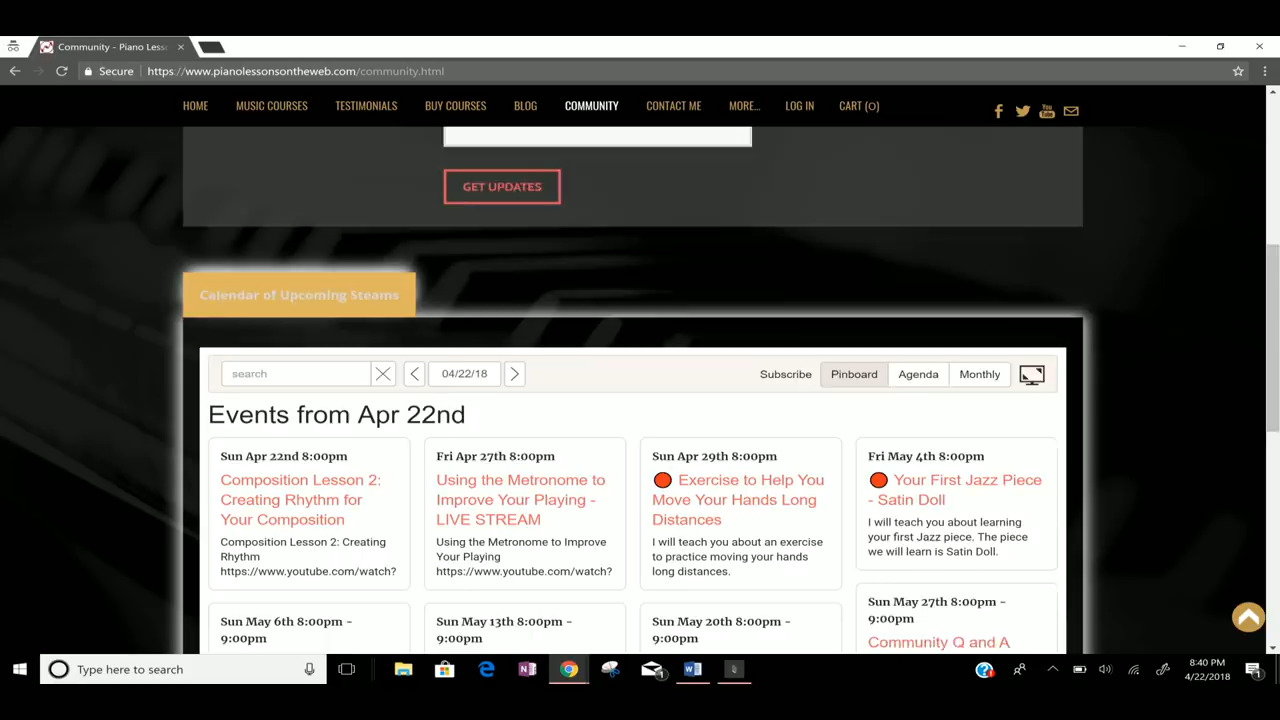 Community - Piano Less
Secure https://www.pianolessonsontheweb.com/community.html
HOME MUSIC COURSES TESTIMONIALS BUY COURSES BLOG COMMUNITY CONTACT ME MORE... LOG IN CART (0)
You Tube
GET UPDATES
Calendar of Upcoming Steams
search 04/22/18 Subscribe Pinboard Agenda Monthly
Events from Apr 22nd
Sun Apr 22nd 8:00pm
Composition Lesson 2:
Creating Rhythm for
Your Composition
Composition Lesson 2: Creating
Rhythm
https://www.youtube.com/watch?
Fri Apr 27th 8:00pm
Using the Metronome to
Improve Your Playing -
LIVE STREAM
Using the Metronome to Improve
Your Playing
https://www.youtube.com/watch?
Sun Apr 29th 8:00pm
Exercise to Help You
Move Your Hands Long
Distances
I will teach you about an exercise
to practice moving your hands
long distances.
Fri May 4th 8:00pm
Your First Jazz Piece
- Satin Doll
I will teach you about learning
your first Jazz piece. The piece
we will learn is Satin Doll.
Sun May 6th 8:00pm -
9:00pm
Sun May 13th 8:00pm -
9:00pm
Sun May 20th 8:00pm -
9:00pm
Sun May 27th 8:00pm -
9:00pm
Community Q and A
Type here to search
8:40 PM
4/22/2018